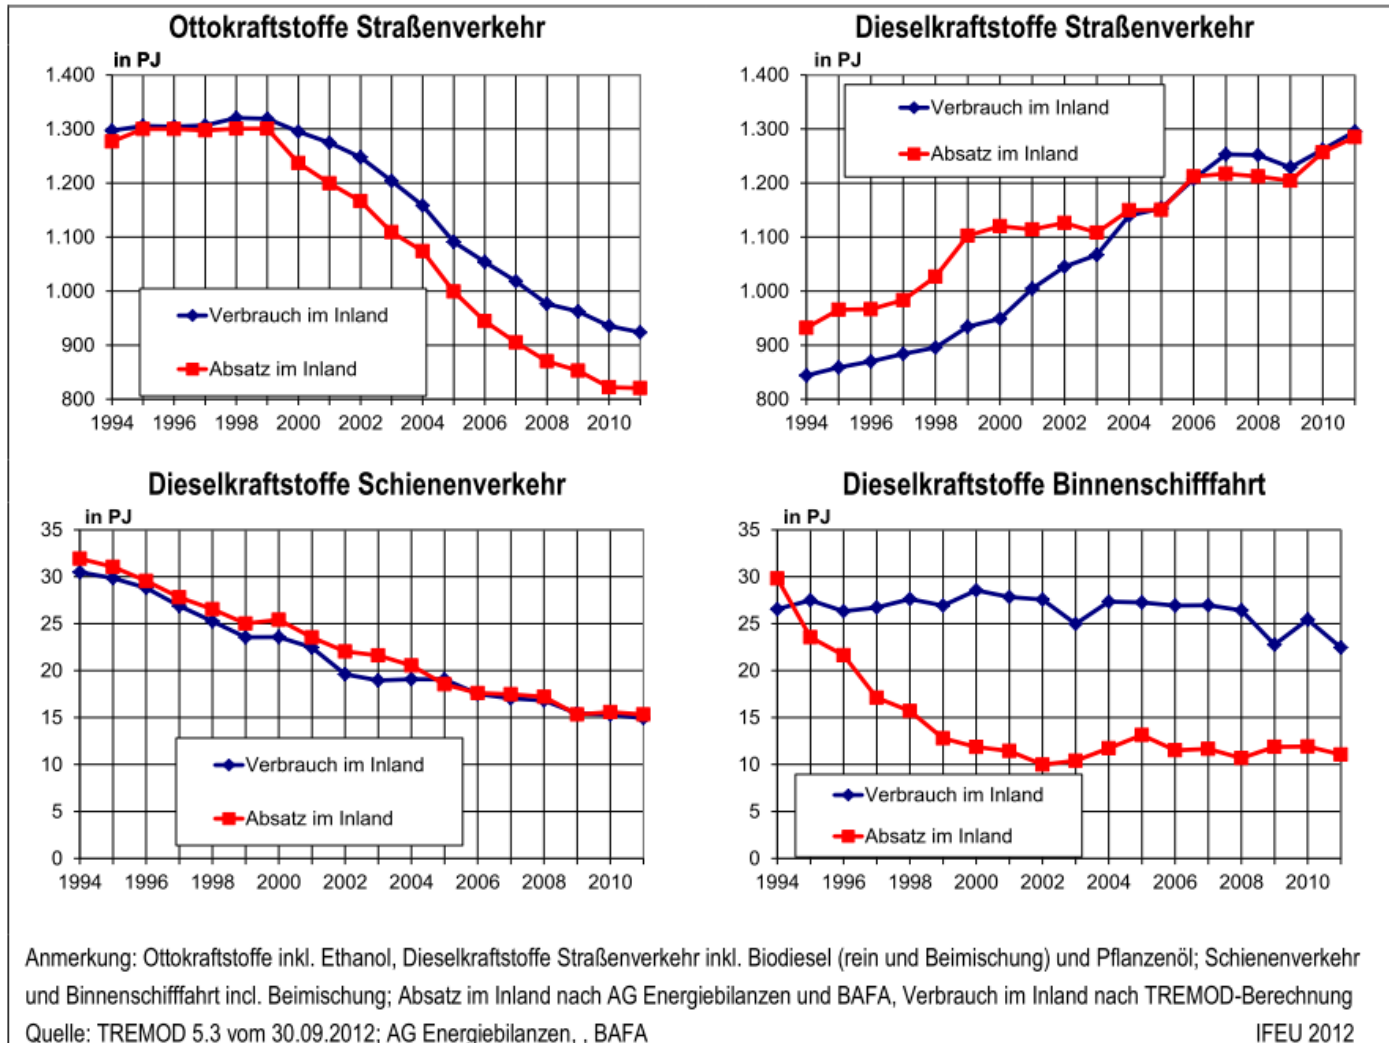 Ottokraftstoffe Straßenverkehr
in PJ
1.400
1.300
1.200
1.100
1.000
900
800
Verbrauch im Inland
Absatz im Inland
1994 1996 1998 2000 2002 2004 2006 2008 2010
Dieselkraftstoffe Straßenverkehr
in PJ
1.400
1.300
1.200
1.100
1.000
900
800
Verbrauch im Inland
Absatz im Inland
1994 1996 1998 2000 2002 2004 2006 2008 2010
Dieselkraftstoffe Schienenverkehr
in PJ
35
30
25
20
15
10
5
0
Verbrauch im Inland
Absatz im Inland
1994 1996 1998 2000 2002 2004 2006 2008 2010
Dieselkraftstoffe Binnenschifffahrt
in PJ
35
30
25
20
15
10
5
0
Verbrauch im Inland
Absatz im Inland
1994 1996 1998 2000 2002 2004 2006 2008 2010
Anmerkung: Ottokraftstoffe inkl. Ethanol, Dieselkraftstoffe Straßenverkehr inkl. Biodiesel (rein und Beimischung) und Pflanzenöl; Schienenverkehr
und Binnenschifffahrt incl. Beimischung; Absatz im Inland nach AG Energiebilanzen und BAFA, Verbrauch im Inland nach TREMOD-Berechnung
Quelle: TREMOD 5.3 vom 30.09.2012; AG Energiebilanzen, , BAFA IFEU 2012